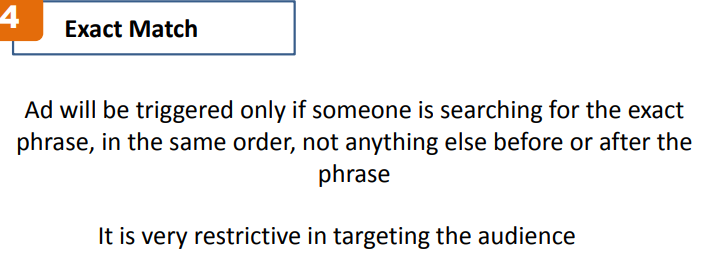 4
Exact Match
Ad will be triggered only if someone is searching for the exact
phrase, in the same order, not anything else before or after the
phrase
It is very restrictive in targeting the audience